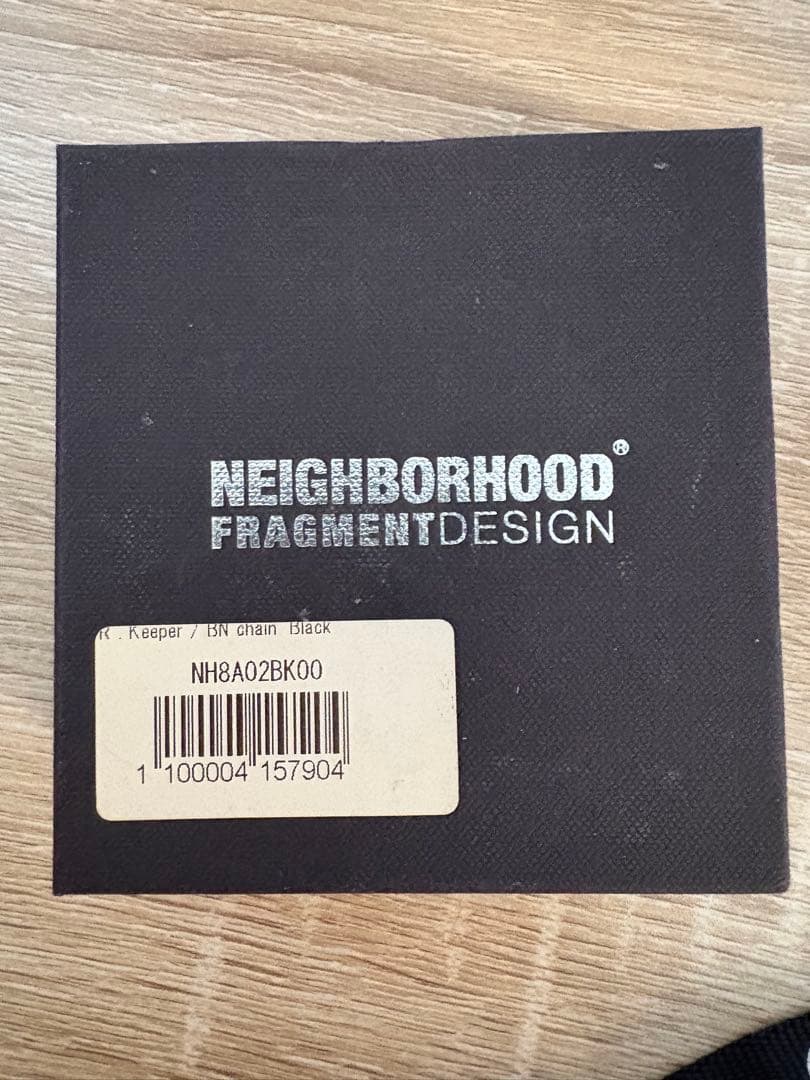 NEIGHBORHOOD®
FRAGMENTDESIGN
R . Keeper / BN chain Black
NH8A02BK00
1 100004 157904